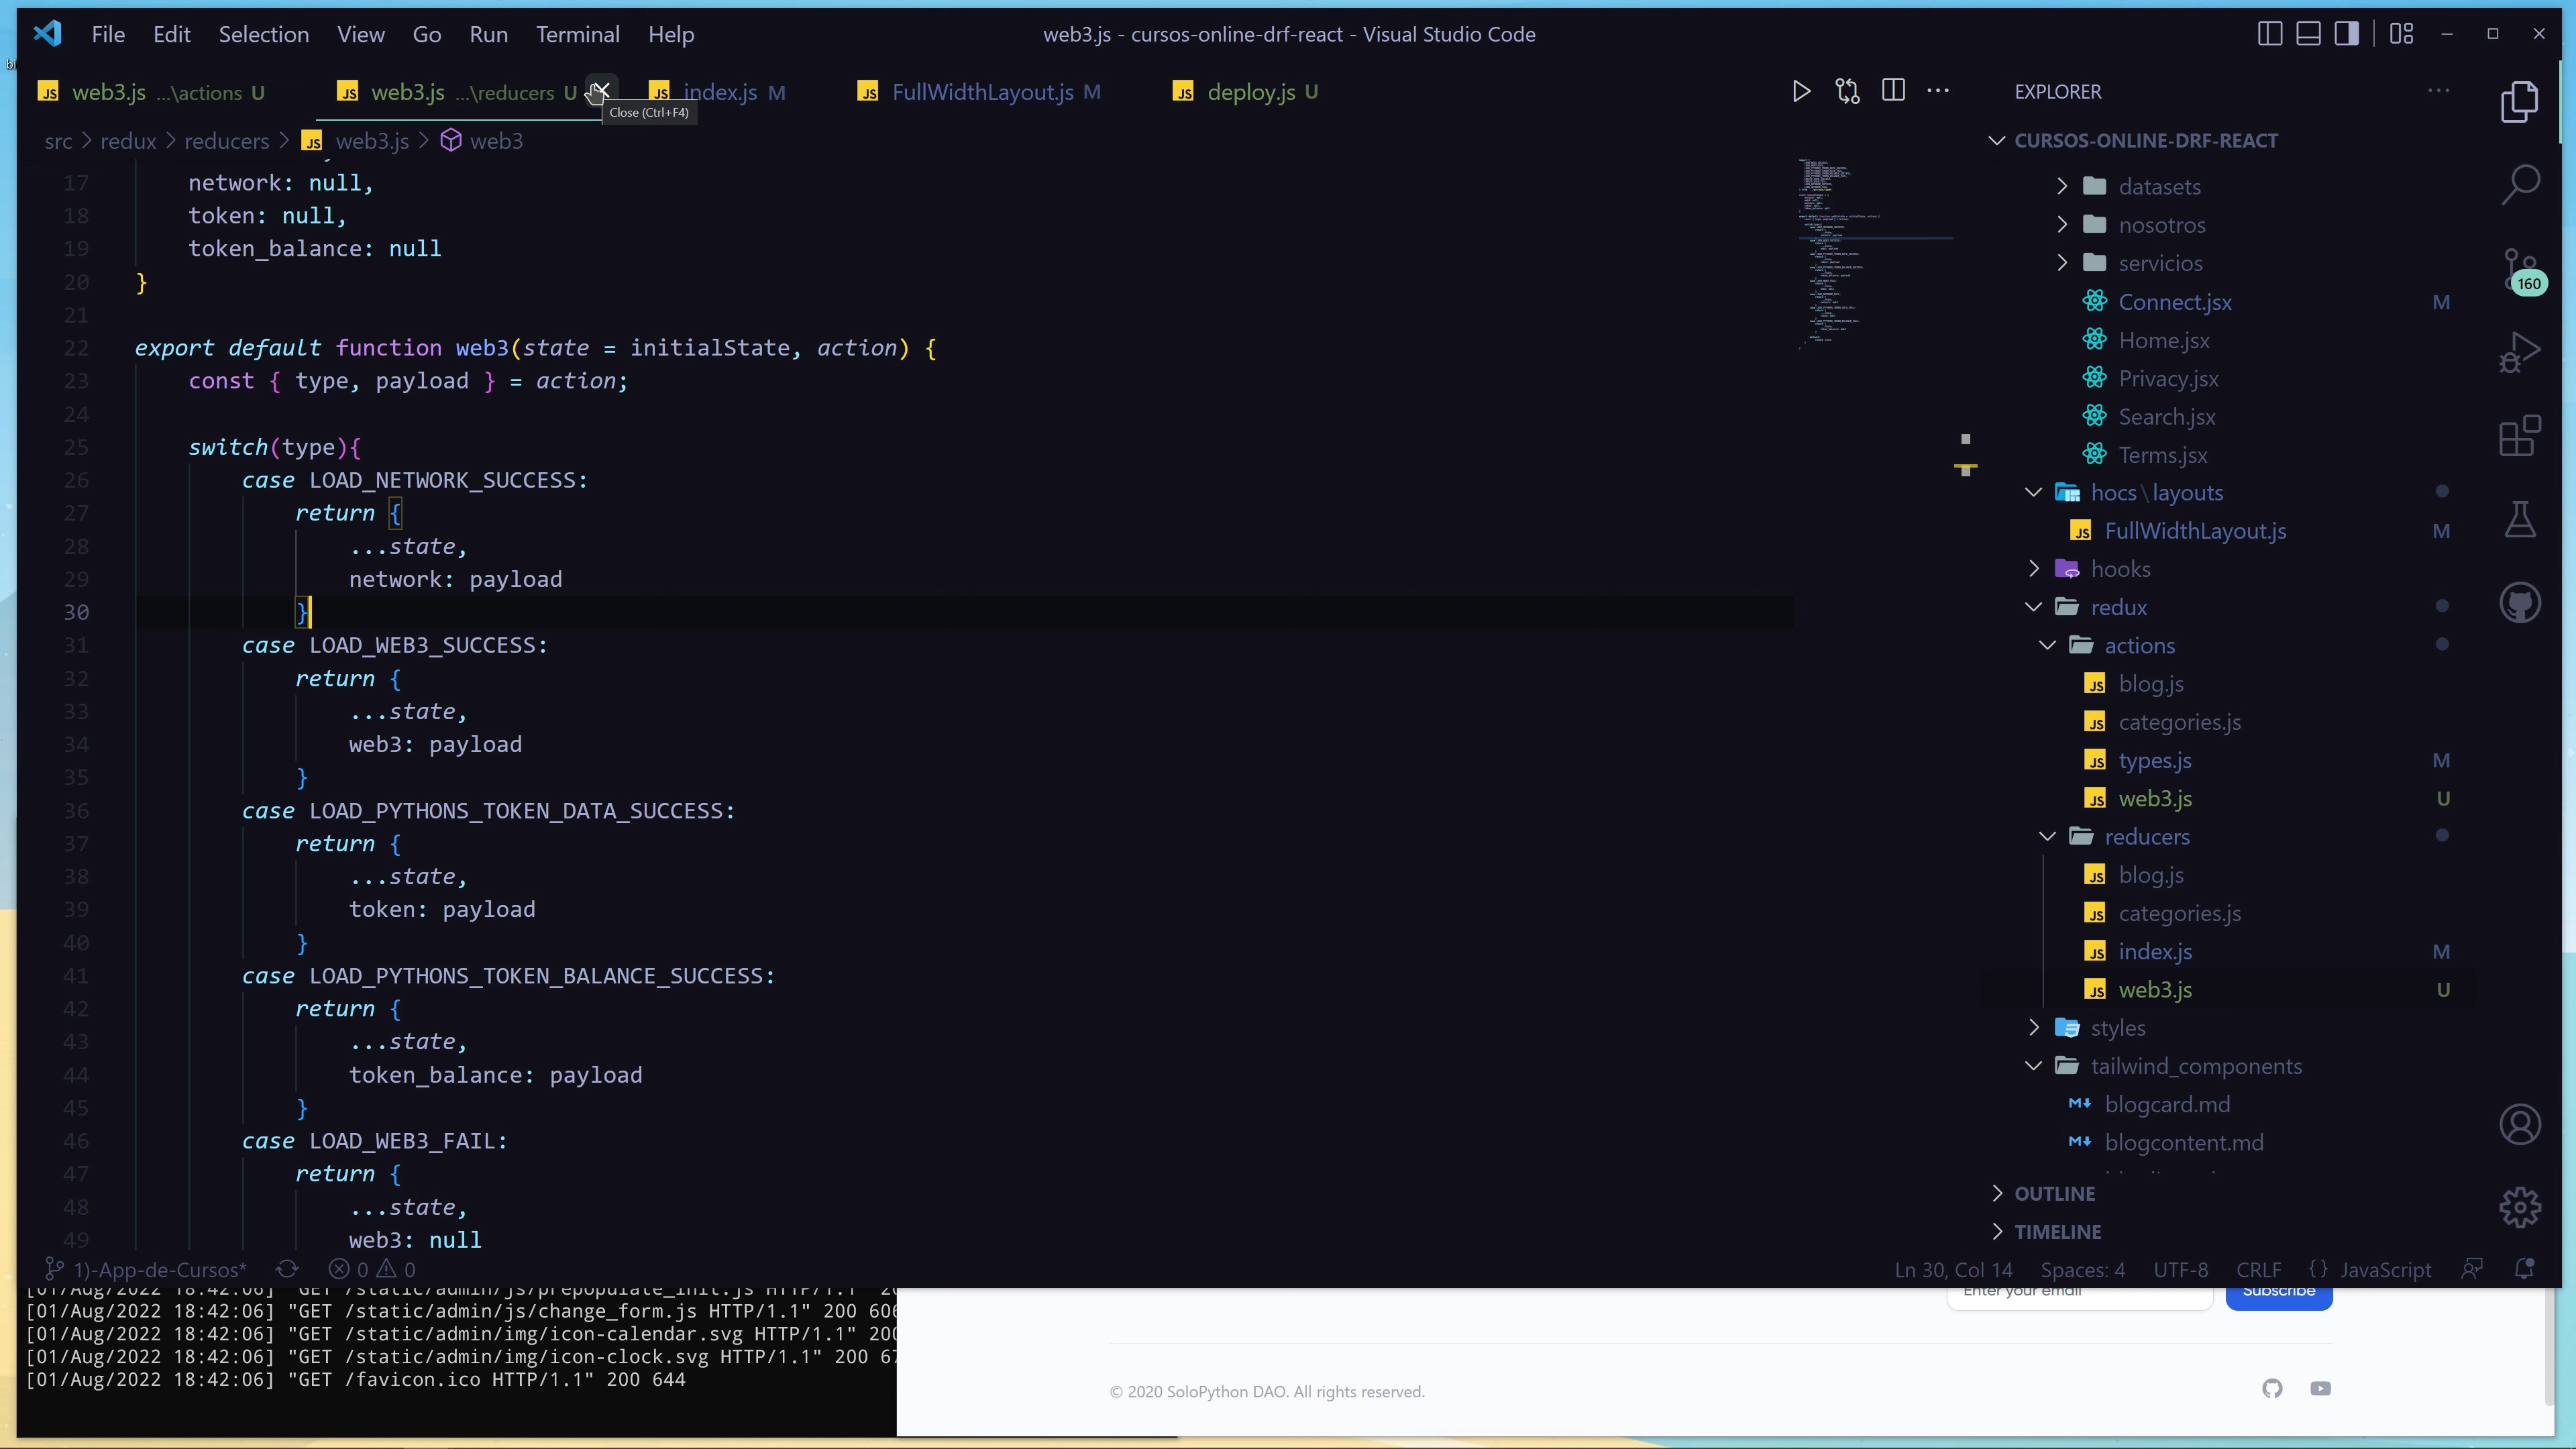 File Edit Selection View Go Run Terminal Help
web3.js - cursos-online-drf-react - Visual Studio Code
web3.js ...\actions U
web3.js ...\reducers U
index.js M
FullWidthLayout.js M
deploy.js U
Close (Ctrl+F4)
src > redux > reducers > JS web3.js > web3
17 network: null,
18 token: null,
19 token_balance: null
20 }
21
22 export default function web3(state = initialState, action) {
23 const { type, payload } = action;
24
25 switch(type){
26 case LOAD_NETWORK_SUCCESS:
27 return {
28 ...state,
29 network: payload
30 }
31 case LOAD_WEB3_SUCCESS:
32 return {
33 ...state,
34 web3: payload
35 }
36 case LOAD_PYTHONS_TOKEN_DATA_SUCCESS:
37 return {
38 ...state,
39 token: payload
40 }
41 case LOAD_PYTHONS_TOKEN_BALANCE_SUCCESS:
42 return {
43 ...state,
44 token_balance: payload
45 }
46 case LOAD_WEB3_FAIL:
47 return {
48 ...state,
49 web3: null
EXPLORER
CURSOS-ONLINE-DRF-REACT
datasets
nosotros
servicios
Connect.jsx M
Home.jsx
Privacy.jsx
Search.jsx
Terms.jsx
hocs\layouts
JS FullWidthLayout.js M
hooks
redux
actions
JS blog.js
JS categories.js
JS types.js M
JS web3.js U
reducers
JS blog.js
JS categories.js
JS index.js M
JS web3.js U
styles
tailwind_components
blogcard.md
blogcontent.md
OUTLINE
TIMELINE
160
1)-App-de-Cursos* 0 0
Ln 30, Col 14 Spaces: 4 UTF-8 CRLF {} JavaScript
[01/Aug/2022 18:42:06] "GET /static/admin/js/prepopulate_init.js HTTP/1.1"
[01/Aug/2022 18:42:06] "GET /static/admin/js/change_form.js HTTP/1.1" 200 606
[01/Aug/2022 18:42:06] "GET /static/admin/img/icon-calendar.svg HTTP/1.1" 200
[01/Aug/2022 18:42:06] "GET /static/admin/img/icon-clock.svg HTTP/1.1" 200 67
[01/Aug/2022 18:42:06] "GET /favicon.ico HTTP/1.1" 200 644
Enter your email
Subscribe
© 2020 SoloPython DAO. All rights reserved.